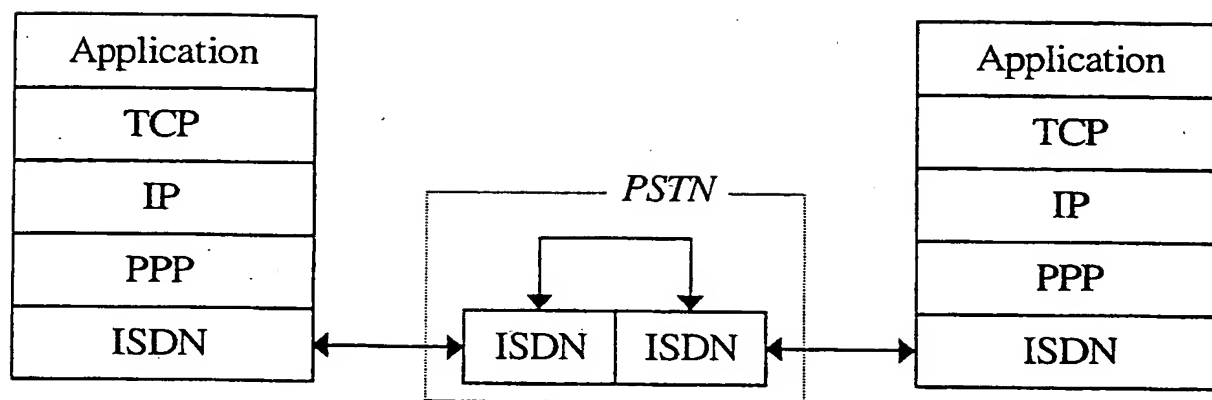 Application
TCP
IP
PPP
ISDN
PSTN
ISDN ISDN
Application
TCP
IP
PPP
ISDN